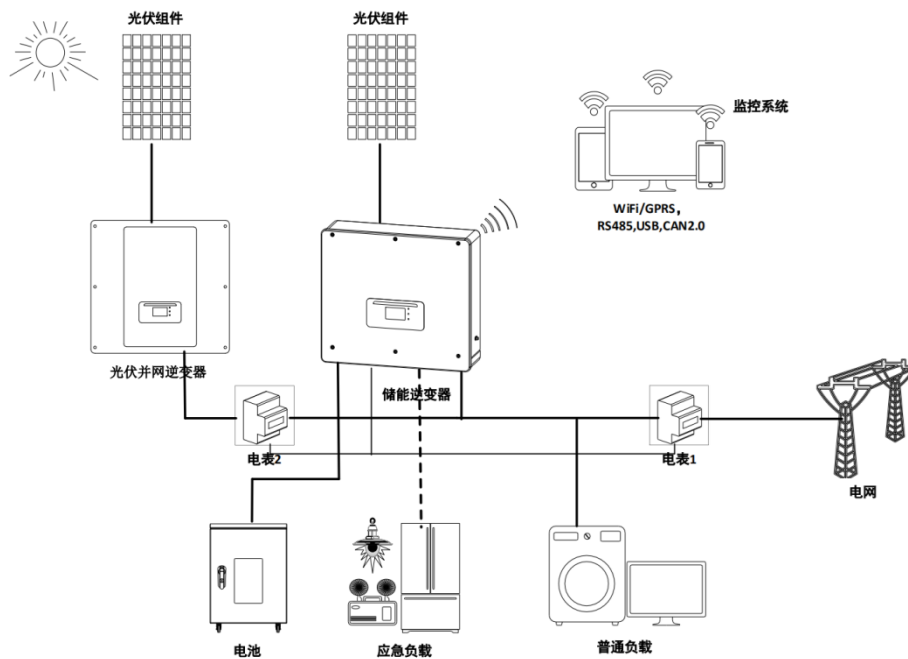 光伏组件
光伏组件
监控系统
WiFi/GPRS，
RS485,USB,CAN2.0
光伏并网逆变器
储能逆变器
电表2
电表1
电网
电池
应急负载
普通负载